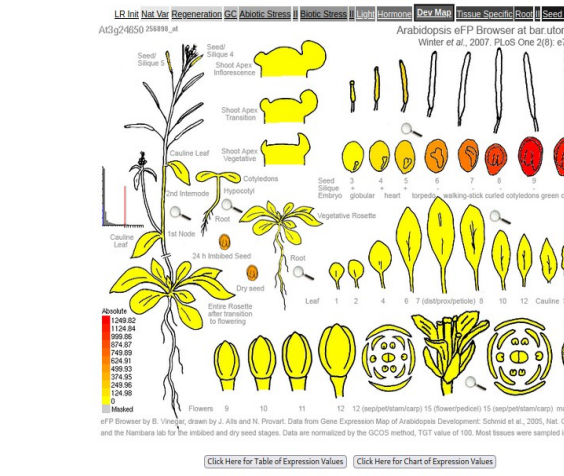 LR Init Nat Var Regeneration GC Abiotic Stress II Biotic Stress II Light Hormone Dev Map Tissue Specific Root II Seed
At3g24650 256898_at
Arabidopsis eFP Browser at bar.utor
Winter et al., 2007. PLoS One 2(8): e7
Seed/
Silique 5
Seed/
Silique 4
Shoot Apex
Inflorescence
Shoot Apex
Transition
Shoot Apex
Vegetative
Cauline Leaf
Cotyledons
2nd Internode
Hypocotyl
Root
Seed 3 4 5 6 7 8 9
Silique + + + - - - -
Embryo globular heart torpedo walking-stick curled cotyledons green c
Vegetative Rosette
1st Node
Cauline
Leaf
24 h Imbibed Seed
Root
Dry seed
Leaf 1 2 4 6 7 (dist/prox/petiole) 8 10 12 Cauline
Entire Rosette
after transition
to flowering
Absolute
1249.82
1124.84
999.86
874.87
749.89
624.91
499.93
374.95
249.96
124.98
0
Masked
Flowers 9 10 11 12 12 (sep/pet/stam/carp) 15 (flower/pedicel) 15 (sep/pet/stam/carp) m
eFP Browser by B. Vinegar, drawn by J. Alls and N. Provart. Data from Gene Expression Map of Arabidopsis Development: Schmid et al., 2005, Nat. G
and the Nambara lab for the imbibed and dry seed stages. Data are normalized by the GCOS method, TGT value of 100. Most tissues were sampled i
Click Here for Table of Expression Values Click Here for Chart of Expression Values